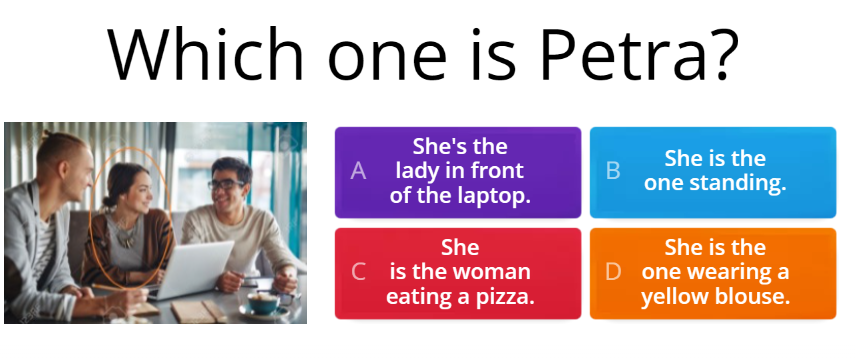 Which one is Petra?
A
She's the
lady in front
of the laptop.
B
She is the
one standing.
C
She
is the woman
eating a pizza.
D
She is the
one wearing a
yellow blouse.